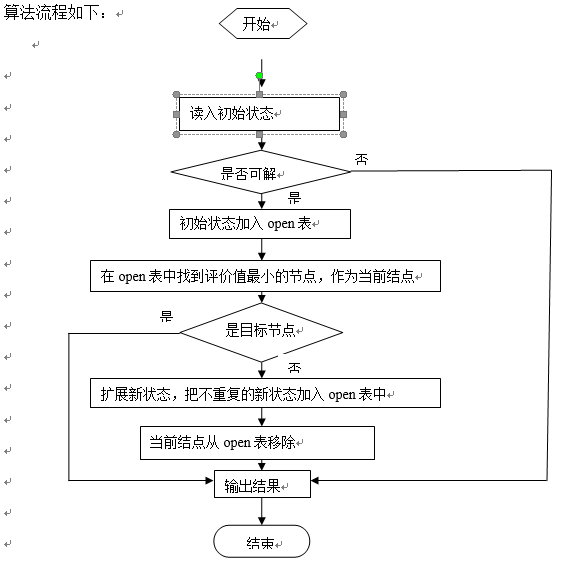 算法流程如下：
开始
读入初始状态
是否可解
否
是
初始状态加入 open 表
在 open 表中找到评价值最小的节点，作为当前结点
是
是目标节点
否
扩展新状态，把不重复的新状态加入 open 表中
当前结点从 open 表移除
输出结果
结束